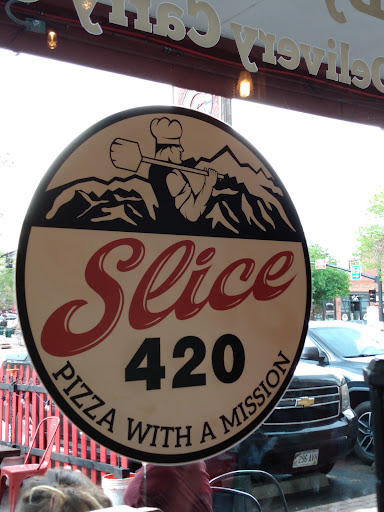 Delivery Carry
Slice
420
PIZZA WITH A MISSION